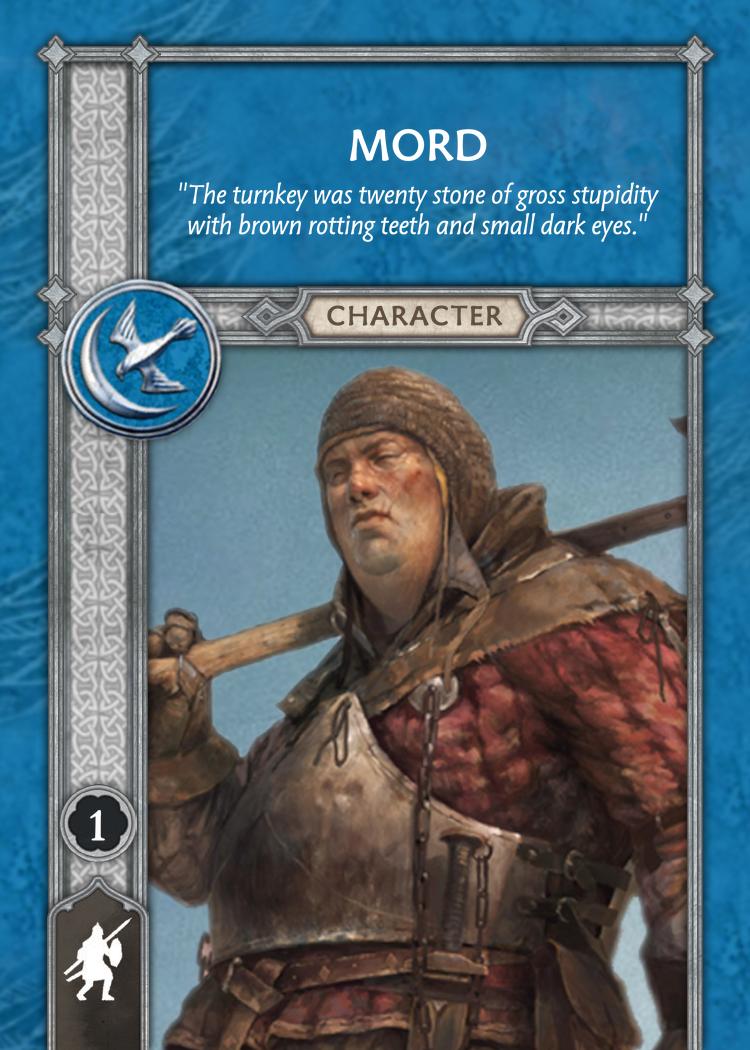 MORD
"The turnkey was twenty stone of gross stupidity
with brown rotting teeth and small dark eyes."
CHARACTER
1